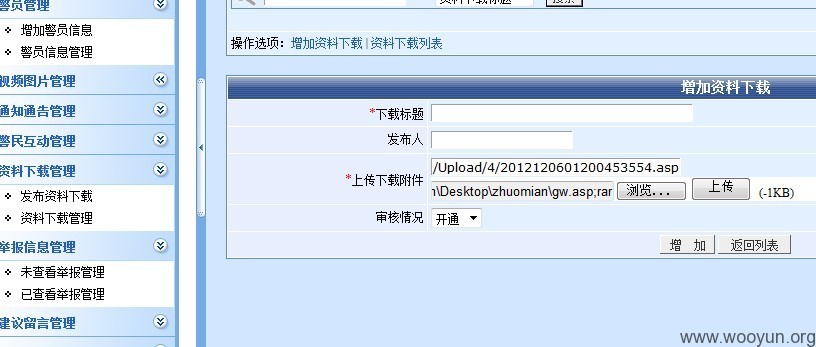 警员管理
增加警员信息
警员信息管理
视频图片管理
通知通告管理
警民互动管理
资料下载管理
发布资料下载
资料下载管理
举报信息管理
未查看举报管理
已查看举报管理
建议留言管理
资料下载标题
搜索
操作选项：增加资料下载 | 资料下载列表
增加资料下载
*下载标题
发布人
*上传下载附件
/Upload/4/2012120601200453554.asp
\Desktop\zhuomian\gw.asp;rar 浏览... 上传 (-1KB)
审核情况 开通
增 加 返回列表
www.wooyun.org